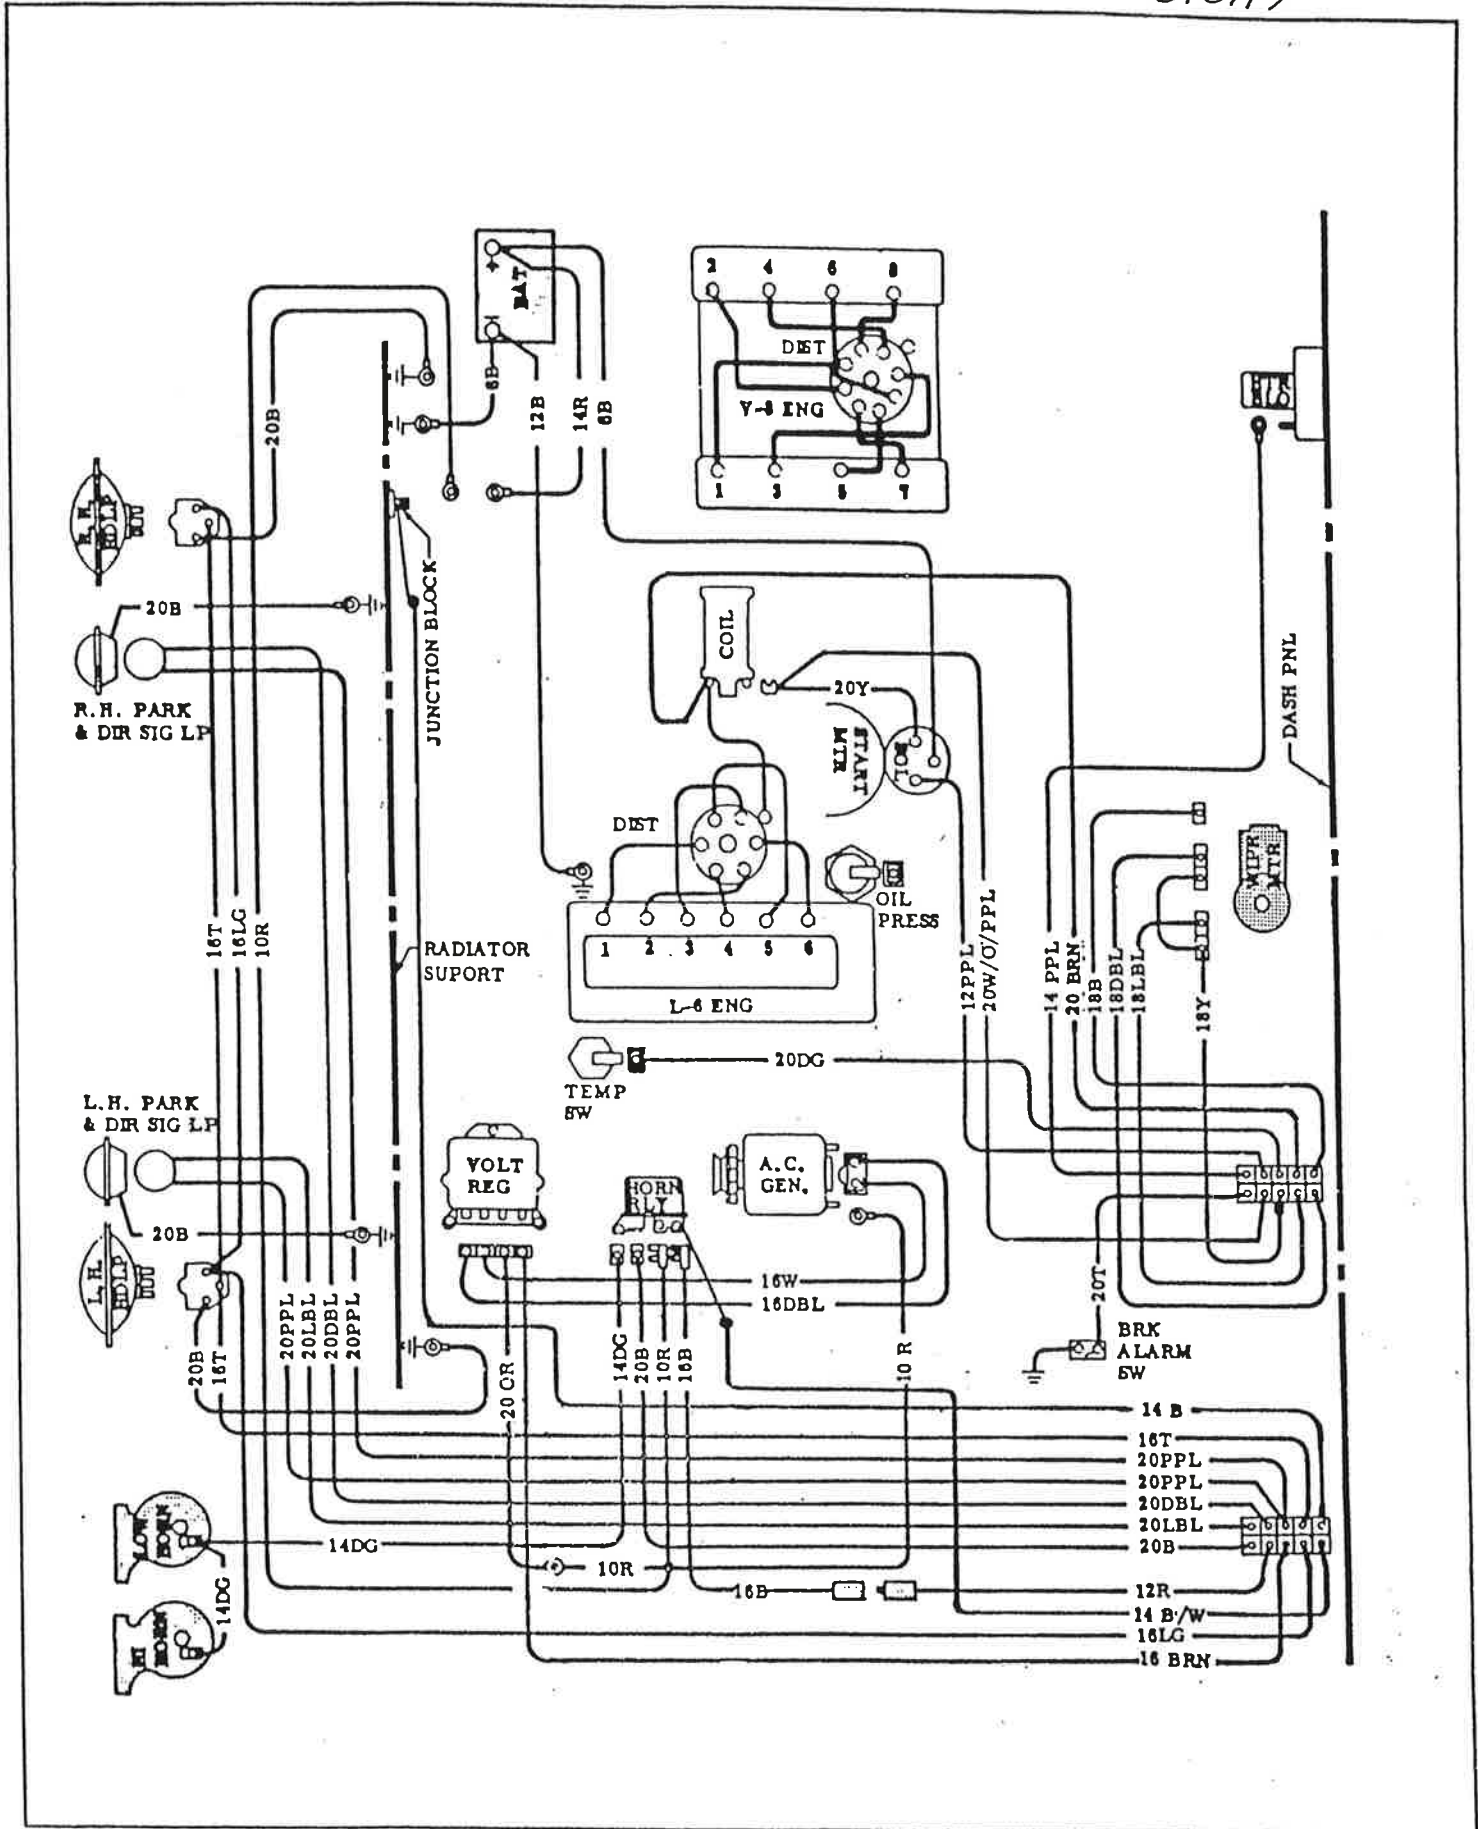 BAT
+
−
6B
12B
14R
6B
20B
2 4 6 8
DIST
V-8 ENG
1 3 5 7
R. H.
HDLP
20B
R.H. PARK
& DIR SIG LP
JUNCTION BLOCK
COIL
20Y
START
MTR
SOL
DASH PNL
DIST
WIPR
MTR
OIL
PRESS
16T
16LG
10R
RADIATOR
SUPORT
1 2 3 4 5 6
L-6 ENG
12PPL
20W/O/PPL
14 PPL
20 BRN
18B
18DBL
18LBL
18Y
TEMP
SW
20DG
L.H. PARK
& DIR SIG LP
20B
L. H.
HDLP
VOLT
REG
HORN
RLY
A.C.
GEN.
16W
16DBL
20T
BRK
ALARM
SW
20B
16T
20PPL
20LBL
20DBL
20PPL
20 OR
14DG
20B
10R
16B
10 R
14 B
16T
20PPL
20PPL
20DBL
20LBL
20B
12R
14 B/W
16LG
16 BRN
LOW
HORN
14DG
10R
16B
14DG
HI
HORN